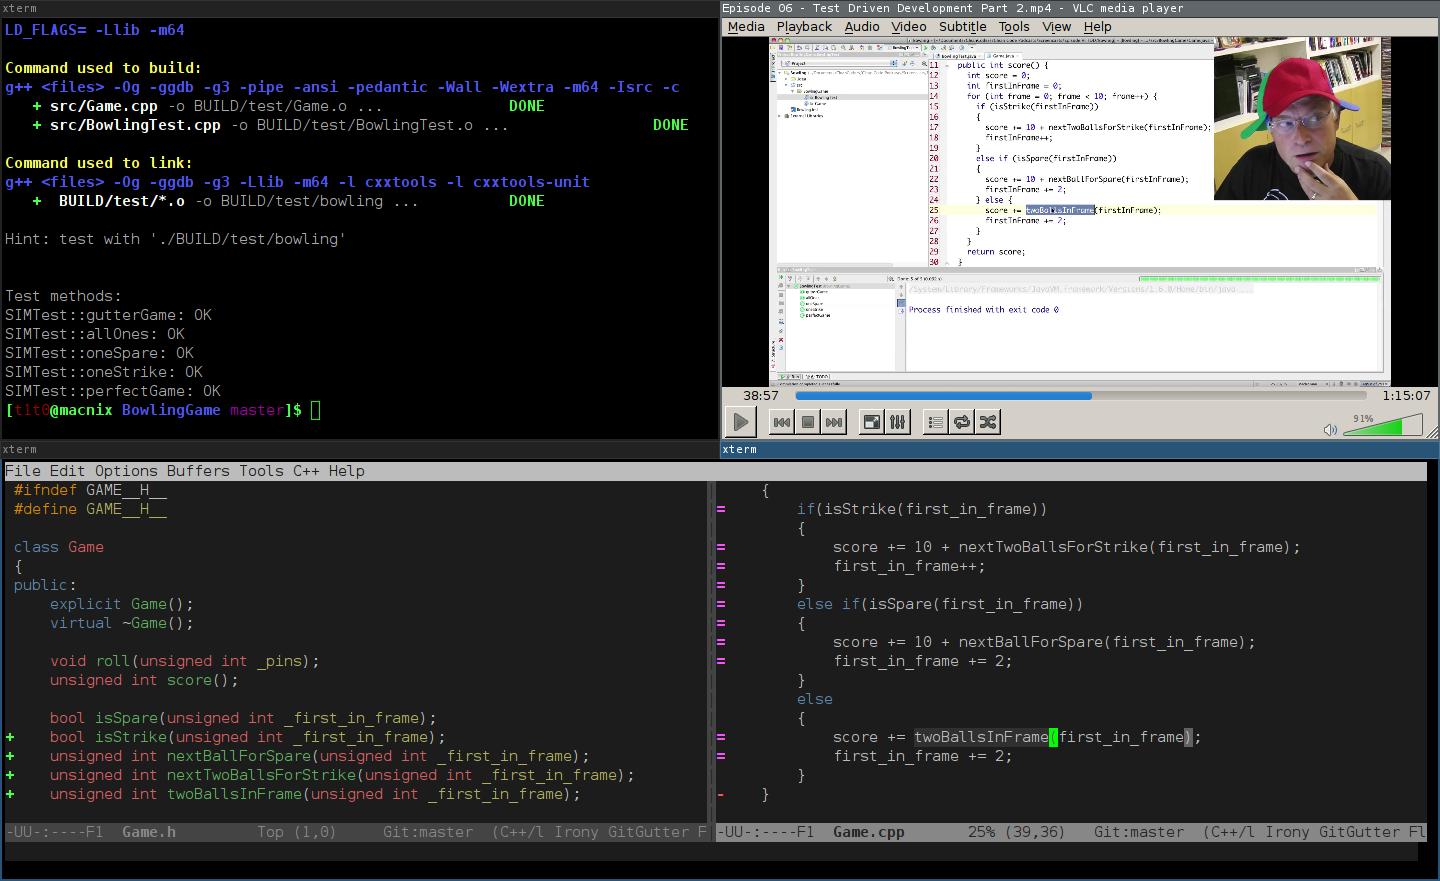 xterm
LD_FLAGS= -Llib -m64
Command used to build:
g++ <files> -Og -ggdb -g3 -pipe -ansi -pedantic -Wall -Wextra -m64 -Isrc -c
+ src/Game.cpp -o BUILD/test/Game.o ... DONE
+ src/BowlingTest.cpp -o BUILD/test/BowlingTest.o ... DONE
Command used to link:
g++ <files> -Og -ggdb -g3 -Llib -m64 -l cxxtools -l cxxtools-unit
+ BUILD/test/*.o -o BUILD/test/bowling ... DONE
Hint: test with './BUILD/test/bowling'
Test methods:
SIMTest::gutterGame: OK
SIMTest::allOnes: OK
SIMTest::oneSpare: OK
SIMTest::oneStrike: OK
SIMTest::perfectGame: OK
[t1t0@macnix BowlingGame master]$
Episode 06 - Test Driven Development Part 2.mp4 - VLC media player
Media Playback Audio Video Subtitle Tools View Help
11 public int score() {
12 int score = 0;
13 int firstInFrame = 0;
14 for (int frame = 0; frame < 10; frame++) {
15 if (isStrike(firstInFrame))
16 {
17 score += 10 + nextTwoBallsForStrike(firstInFrame);
18 firstInFrame++;
19 }
20 else if (isSpare(firstInFrame))
21 {
22 score += 10 + nextBallForSpare(firstInFrame);
23 firstInFrame += 2;
24 } else {
25 score += twoBallsInFrame(firstInFrame);
26 firstInFrame += 2;
27 }
28 }
29 return score;
30 }
Process finished with exit code 0
38:57 1:15:07
91%
xterm
File Edit Options Buffers Tools C++ Help
#ifndef GAME__H__
#define GAME__H__
class Game
{
public:
explicit Game();
virtual ~Game();
void roll(unsigned int _pins);
unsigned int score();
bool isSpare(unsigned int _first_in_frame);
+ bool isStrike(unsigned int _first_in_frame);
+ unsigned int nextBallForSpare(unsigned int _first_in_frame);
+ unsigned int nextTwoBallsForStrike(unsigned int _first_in_frame);
+ unsigned int twoBallsInFrame(unsigned int _first_in_frame);
-UU-:----F1 Game.h Top (1,0) Git:master (C++/l Irony GitGutter F
xterm
{
= if(isStrike(first_in_frame))
{
= score += 10 + nextTwoBallsForStrike(first_in_frame);
= first_in_frame++;
= }
= else if(isSpare(first_in_frame))
= {
= score += 10 + nextBallForSpare(first_in_frame);
= first_in_frame += 2;
}
else
{
= score += twoBallsInFrame(first_in_frame);
= first_in_frame += 2;
}
- }
-UU-:----F1 Game.cpp 25% (39,36) Git:master (C++/l Irony GitGutter Fl